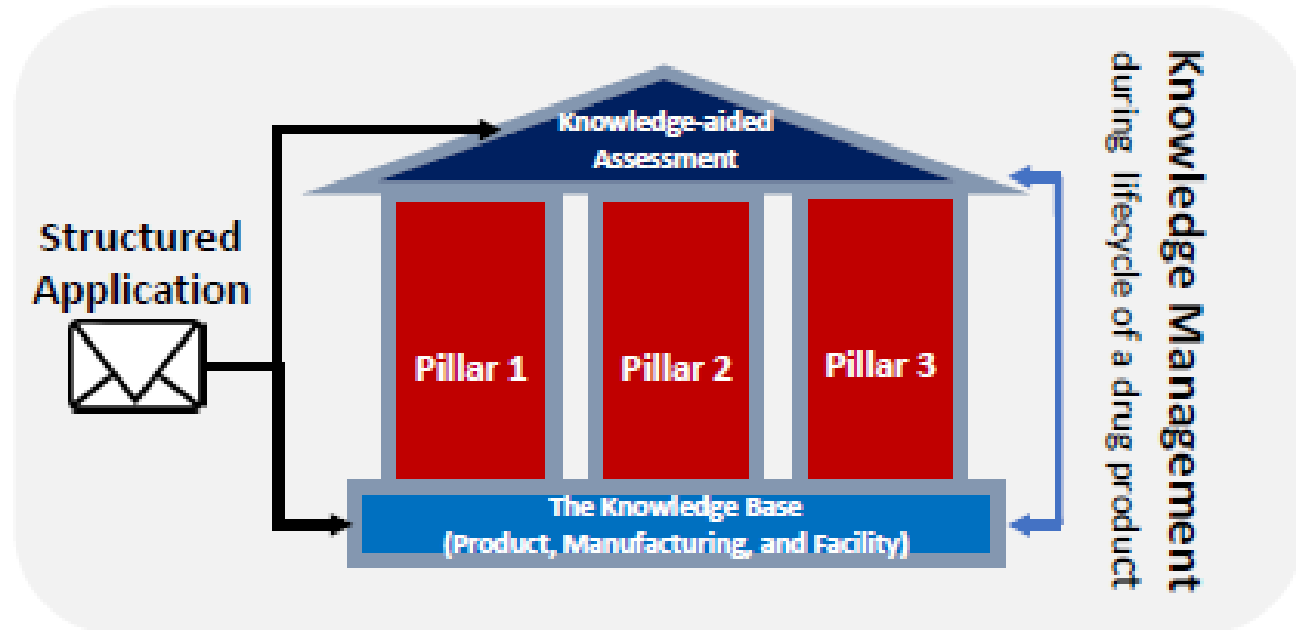 Knowledge-aided
Assessment
Structured
Application
Pillar 1
Pillar 2
Pillar 3
The Knowledge Base
(Product, Manufacturing, and Facility)
Knowledge Management
during lifecycle of a drug product